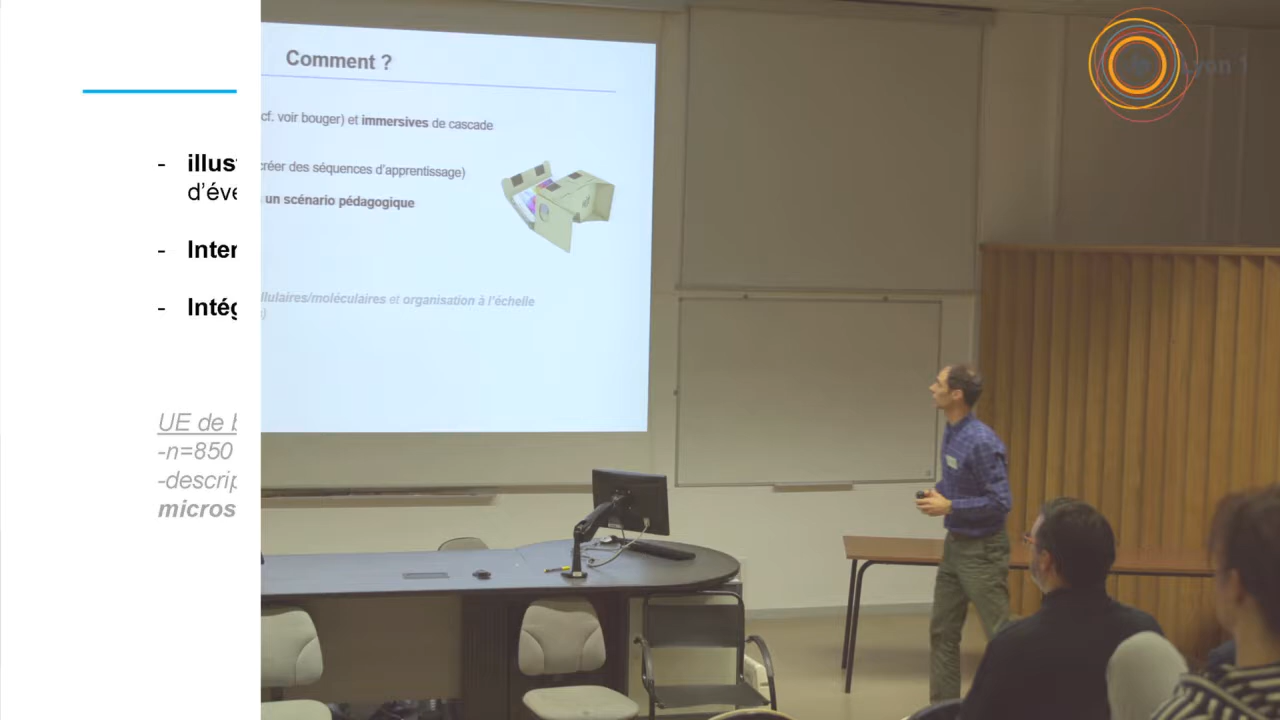 Comment ?
cf. voir bouger) et immersives de cascade
créer des séquences d'apprentissage)
un scénario pédagogique
llulaires/moléculaires et organisation à l'échelle
- illus
d'éve
- Inter
- Intég
UE de b
-n=850
-descrip
micros
Lyon 1